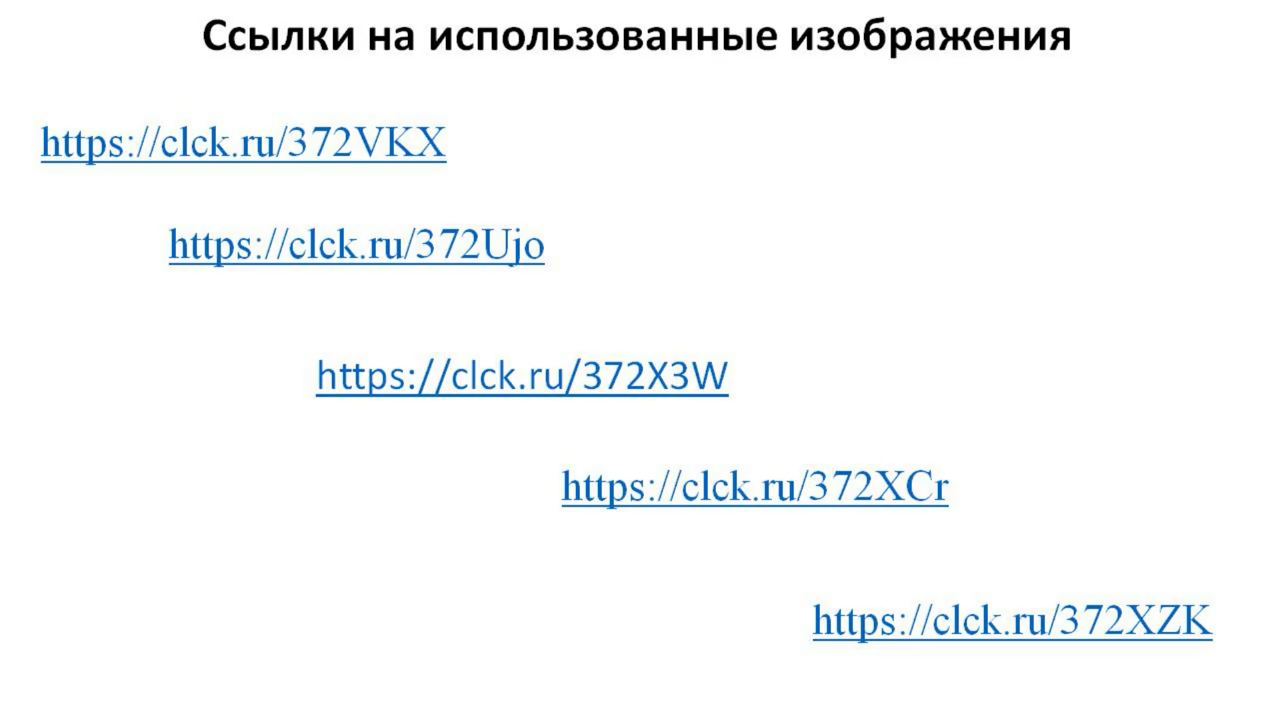 Ссылки на использованные изображения
https://clck.ru/372VKX
https://clck.ru/372Ujo
https://clck.ru/372X3W
https://clck.ru/372XCr
https://clck.ru/372XZK